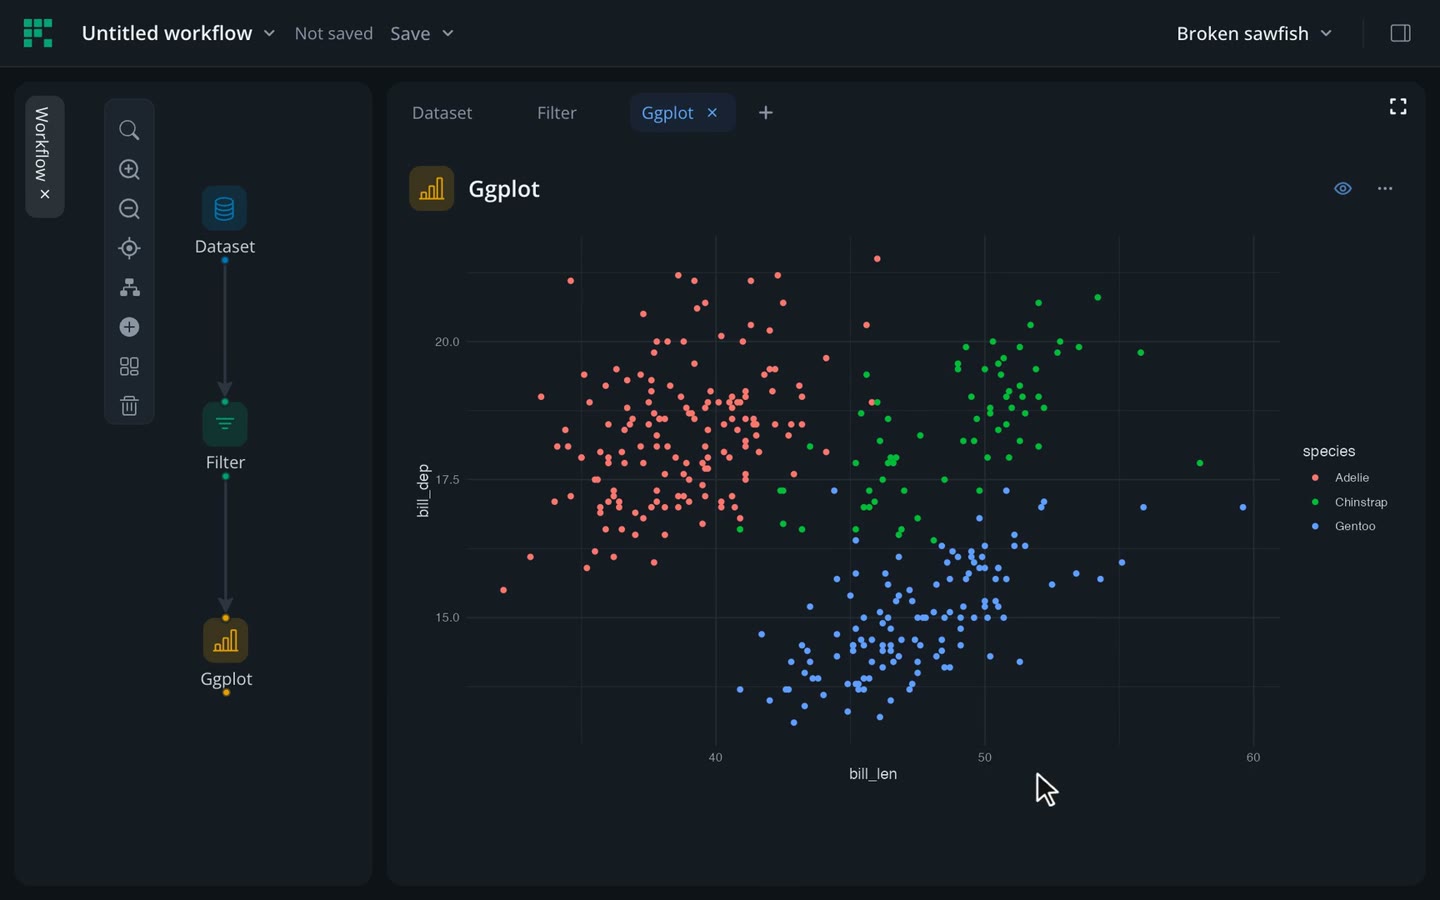 Untitled workflow
Not saved
Save
Broken sawfish
Workflow
Dataset
Filter
Ggplot
Dataset
Filter
Ggplot
Ggplot
20.0
17.5
15.0
bill_dep
40
50
60
bill_len
species
Adelie
Chinstrap
Gentoo